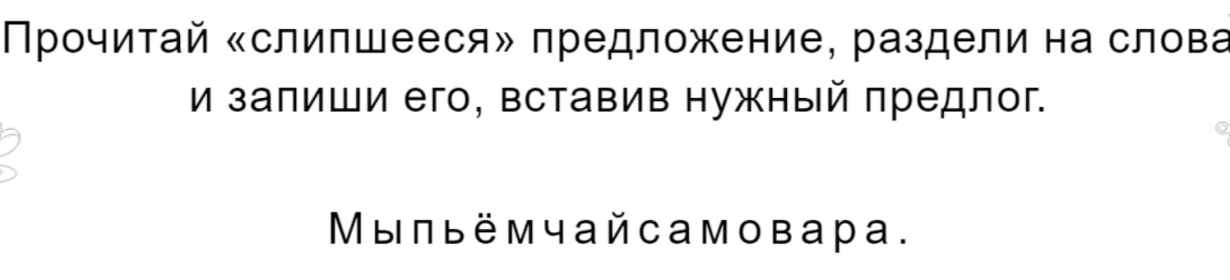 Прочитай «слипшееся» предложение, раздели на слова
и запиши его, вставив нужный предлог.
Мыпьёмчайсамовара.